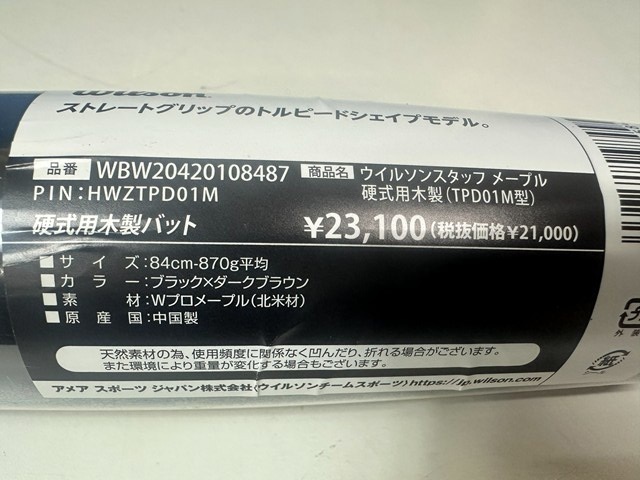 Wilson
ストレートグリップのトルピードシェイプモデル。
品番 WBW20420108487 商品名 ウイルソンスタッフ メープル
PIN:HWZTPD01M 硬式用木製(TPD01M型)
硬式用木製バット ¥23,100(税抜価格¥21,000)
■サイズ:84cm-870g平均
■カラー:ブラック×ダークブラウン
■素材:Wプロメープル(北米材)
■原産国:中国製
天然素材の為、使用頻度に関係なく凹んだり、折れる場合がございます。
また環境により重量が変化する場合もございます。
アメア スポーツ ジャパン株式会社(ウイルソンチームスポーツ)https://jp.wilson.com
プ
外装
紙